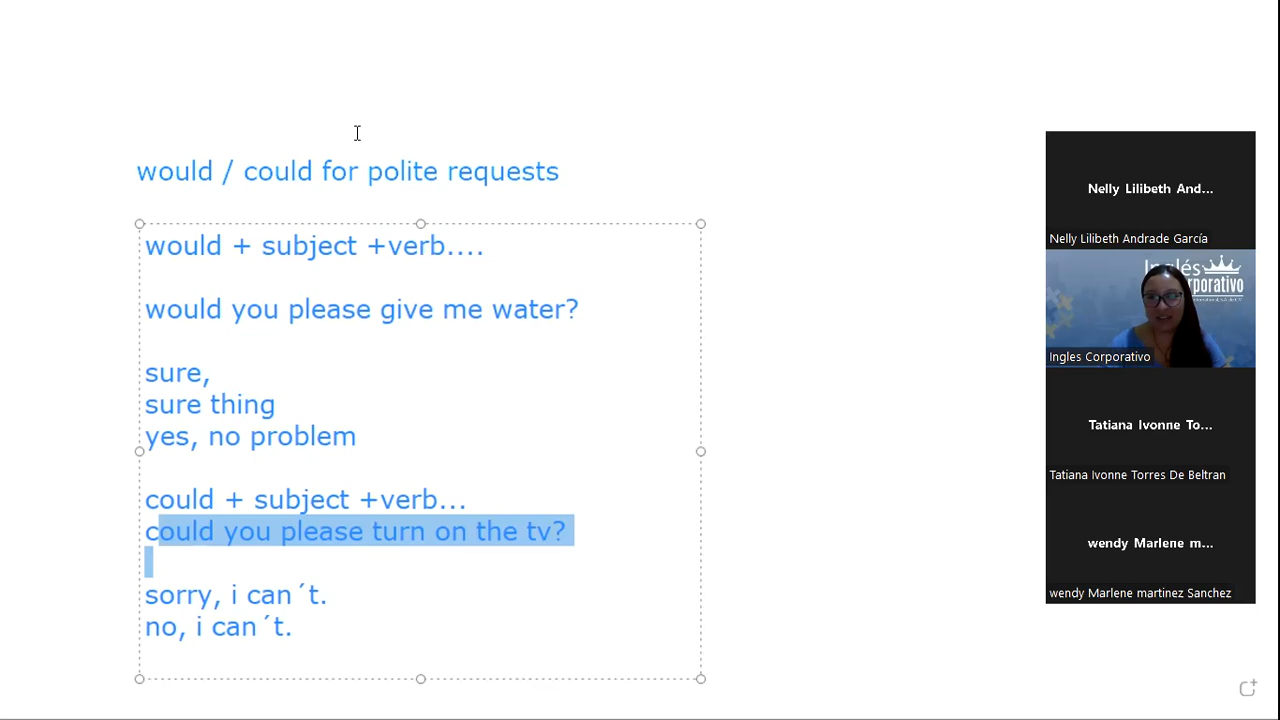 would / could for polite requests
would + subject +verb....
would you please give me water?
sure,
sure thing
yes, no problem
could + subject +verb...
could you please turn on the tv?
sorry, i can´t.
no, i can´t.
Nelly Lilibeth And...
Nelly Lilibeth Andrade García
Inglés
rporativo
Ingles Corporativo
Tatiana Ivonne To...
Tatiana Ivonne Torres De Beltran
wendy Marlene m...
wendy Marlene martinez Sanchez